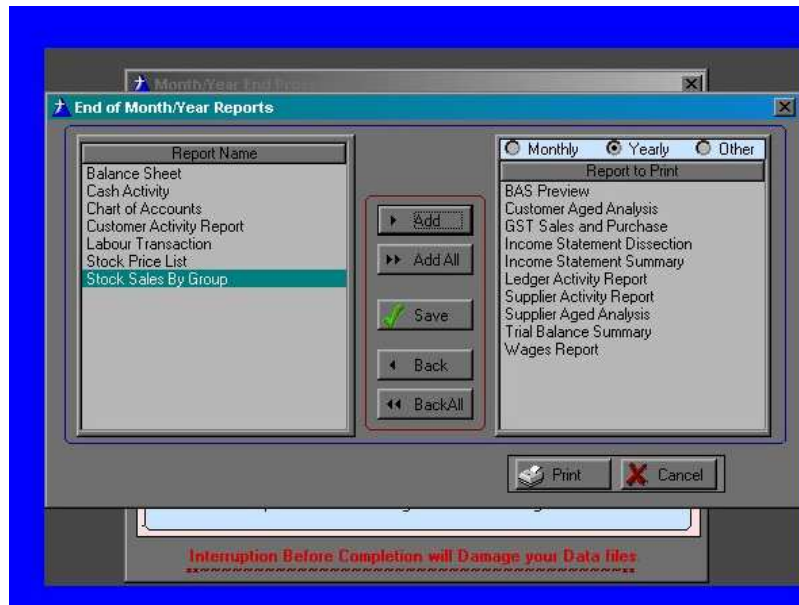 Month/Year End Proc
End of Month/Year Reports
Report Name
Balance Sheet
Cash Activity
Chart of Accounts
Customer Activity Report
Labour Transaction
Stock Price List
Stock Sales By Group
Add
Add All
Save
Back
BackAll
Monthly Yearly Other
Report to Print
BAS Preview
Customer Aged Analysis
GST Sales and Purchase
Income Statement Dissection
Income Statement Summary
Ledger Activity Report
Supplier Activity Report
Supplier Aged Analysis
Trial Balance Summary
Wages Report
Print
Cancel
Interruption Before Completion will Damage your Data files.